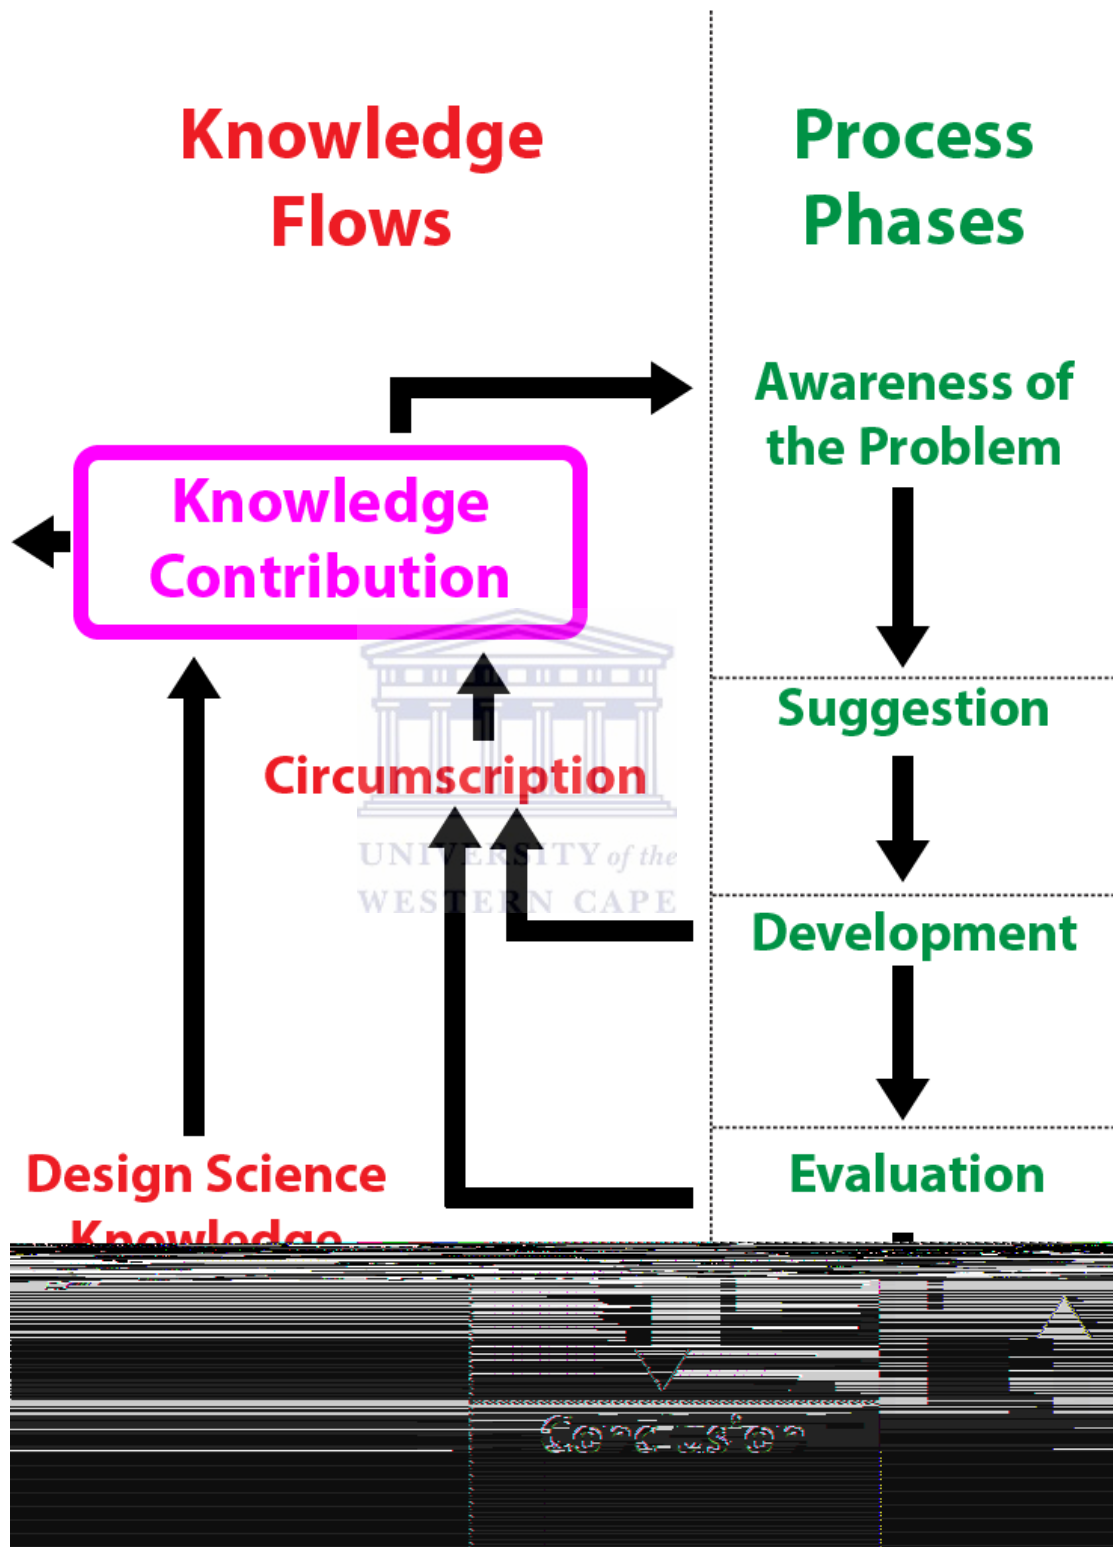 Knowledge
Flows
Process
Phases
Awareness of
the Problem
Knowledge
Contribution
Suggestion
Circumscription
UNIVERSITY of the
WESTERN CAPE
Development
Design Science
Knowledge
Evaluation